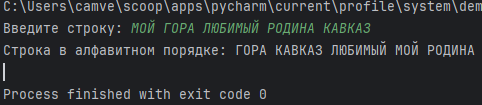 C:\Users\camve\scoop\apps\pycharm\current\profile\system\dem
Введите строку: МОЙ ГОРА ЛЮБИМЫЙ РОДИНА КАВКАЗ
Строка в алфавитном порядке: ГОРА КАВКАЗ ЛЮБИМЫЙ МОЙ РОДИНА
Process finished with exit code 0